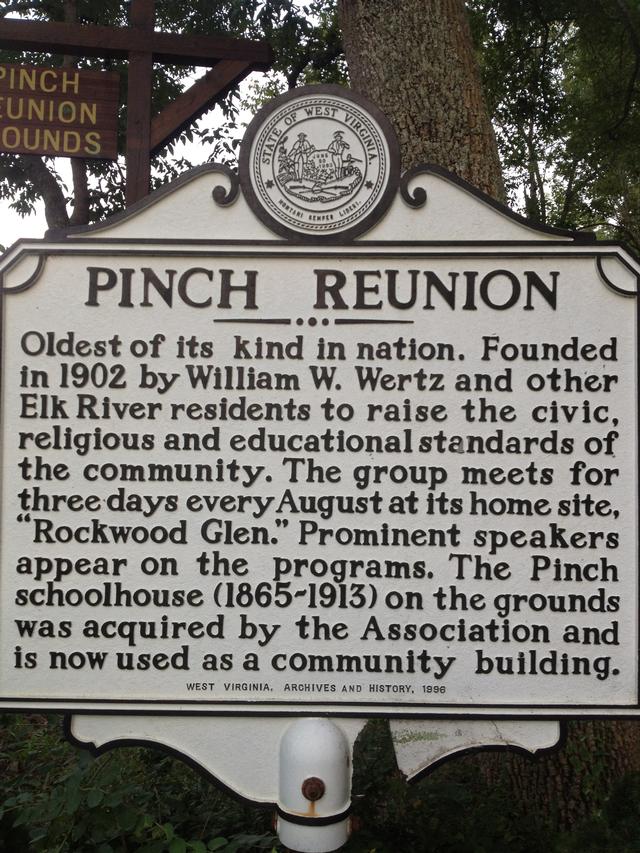 PINCH
EUNION
OUNDS
STATE OF WEST VIRGINIA.
MONTANI SEMPER LIBERI.
PINCH REUNION
Oldest of its kind in nation. Founded
in 1902 by William W. Wertz and other
Elk River residents to raise the civic,
religious and educational standards of
the community. The group meets for
three days every August at its home site,
“Rockwood Glen.” Prominent speakers
appear on the programs. The Pinch
schoolhouse (1865-1913) on the grounds
was acquired by the Association and
is now used as a community building.
WEST VIRGINIA, ARCHIVES AND HISTORY, 1996